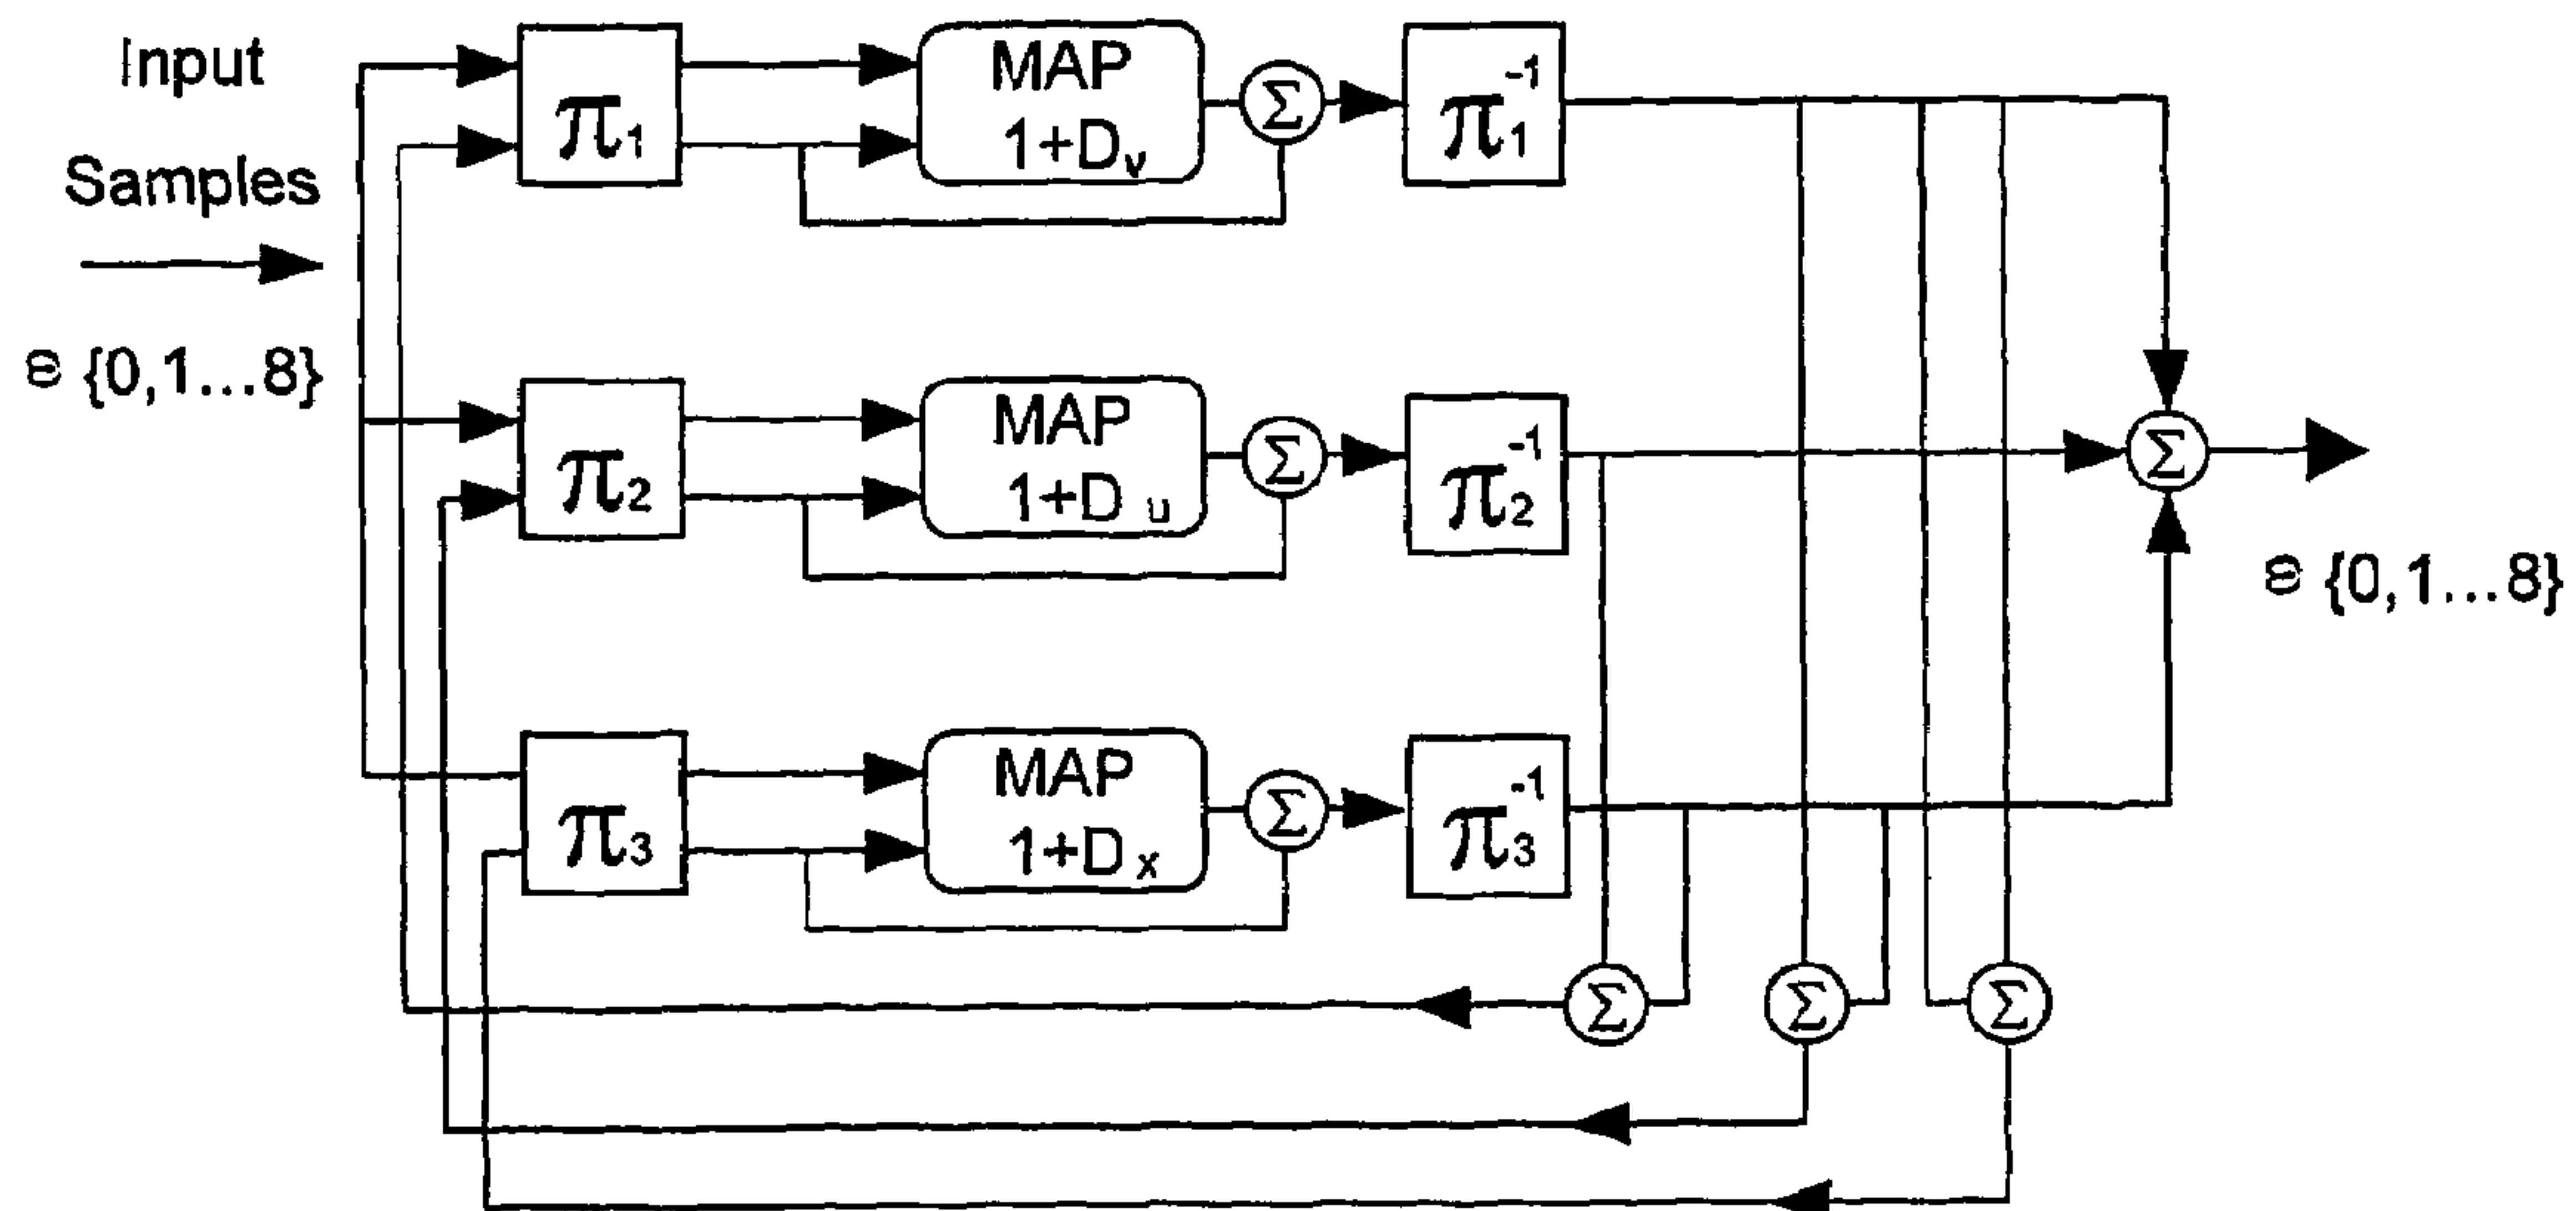 Input
Samples
∈ {0,1...8}
π1
MAP
1+Dv
Σ
π1^-1
π2
MAP
1+D u
Σ
π2^-1
Σ
∈ {0,1...8}
π3
MAP
1+D x
Σ
π3^-1
Σ
Σ
Σ